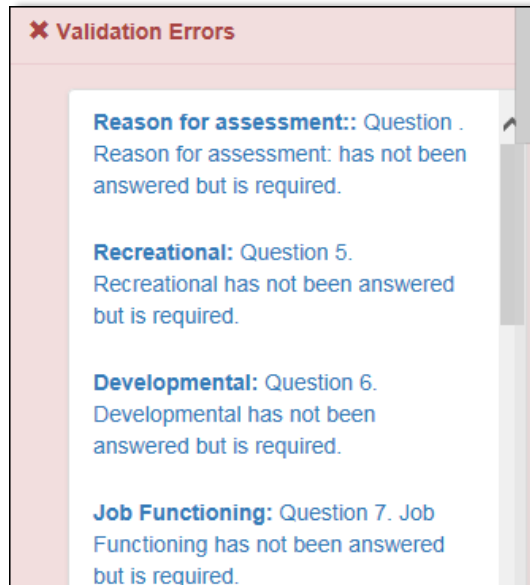 ✖ Validation Errors
Reason for assessment:: Question .
Reason for assessment: has not been
answered but is required.
Recreational: Question 5.
Recreational has not been answered
but is required.
Developmental: Question 6.
Developmental has not been
answered but is required.
Job Functioning: Question 7. Job
Functioning has not been answered
but is required.